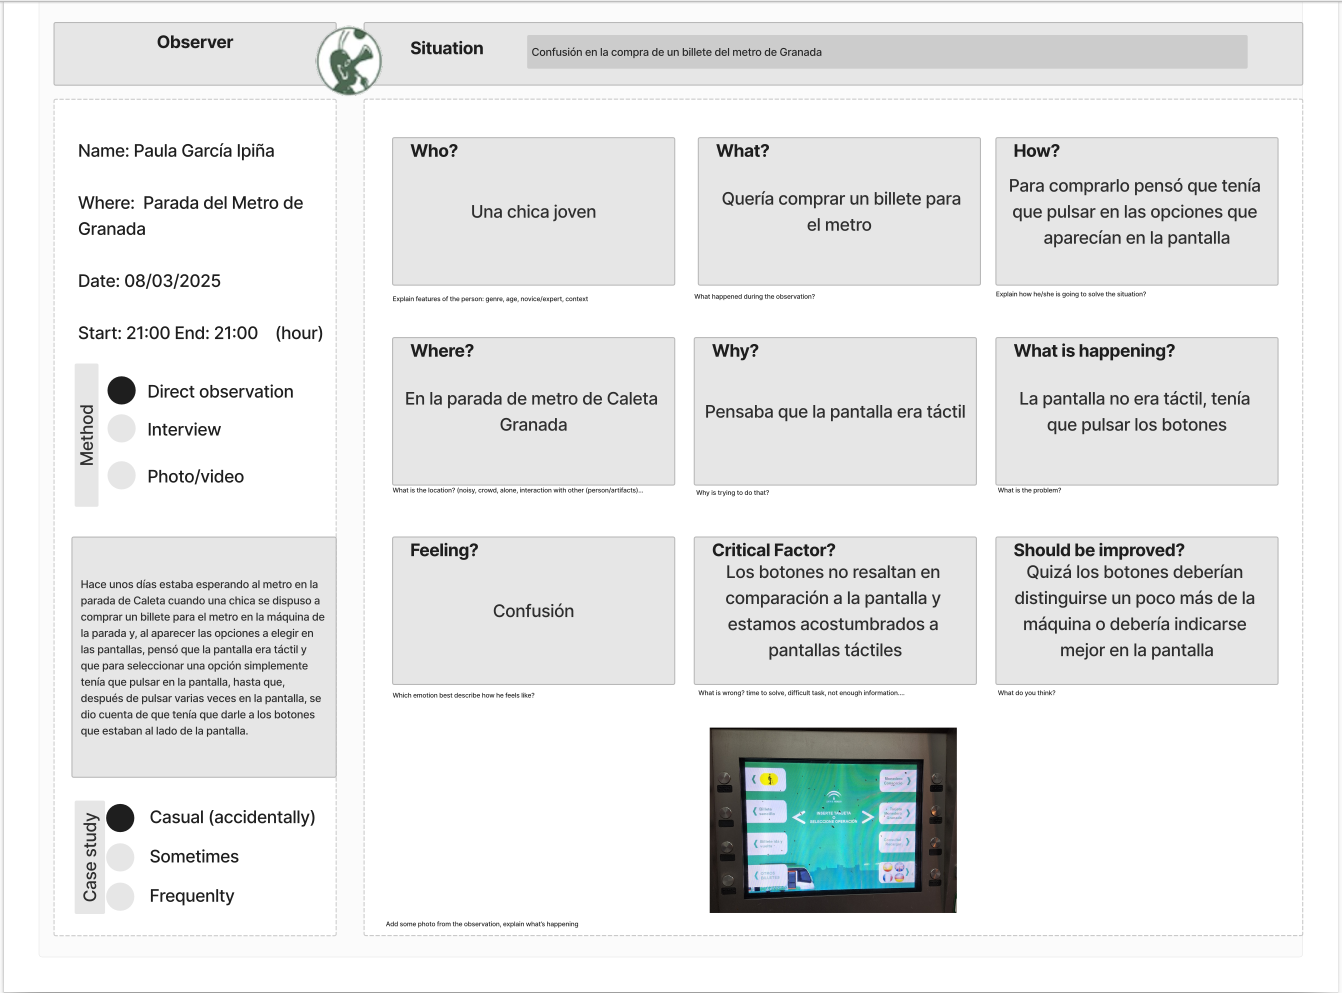 Observer
Situation
Confusión en la compra de un billete del metro de Granada
Name: Paula García Ipiña
Where:  Parada del Metro de
Granada
Date: 08/03/2025
Start: 21:00 End: 21:00    (hour)
Method
Direct observation
Interview
Photo/video
Hace unos días estaba esperando al metro en la
parada de Caleta cuando una chica se dispuso a
comprar un billete para el metro en la máquina de
la parada y, al aparecer las opciones a elegir en
las pantallas, pensó que la pantalla era táctil y
que para seleccionar una opción simplemente
tenía que pulsar en la pantalla, hasta que,
después de pulsar varias veces en la pantalla, se
dio cuenta de que tenía que darle a los botones
que estaban al lado de la pantalla.
Case study
Casual (accidentally)
Sometimes
Frequenlty
Who?
Una chica joven
Explain features of the person: genre, age, novice/expert, context
What?
Quería comprar un billete para
el metro
What happened during the observation?
How?
Para comprarlo pensó que tenía
que pulsar en las opciones que
aparecían en la pantalla
Explain how he/she is going to solve the situation?
Where?
En la parada de metro de Caleta
Granada
What is the location? (noisy, crowd, alone, interaction with other (person/artifacts)...
Why?
Pensaba que la pantalla era táctil
Why is trying to do that?
What is happening?
La pantalla no era táctil, tenía
que pulsar los botones
What is the problem?
Feeling?
Confusión
Which emotion best describe how he feels like?
Critical Factor?
Los botones no resaltan en
comparación a la pantalla y
estamos acostumbrados a
pantallas táctiles
What is wrong? time to solve, difficult task, not enough information....
Should be improved?
Quizá los botones deberían
distinguirse un poco más de la
máquina o debería indicarse
mejor en la pantalla
What do you think?
INSERTE TARJETA
SELECCIONE OPERACIÓN
Add some photo from the observation, explain what's happening